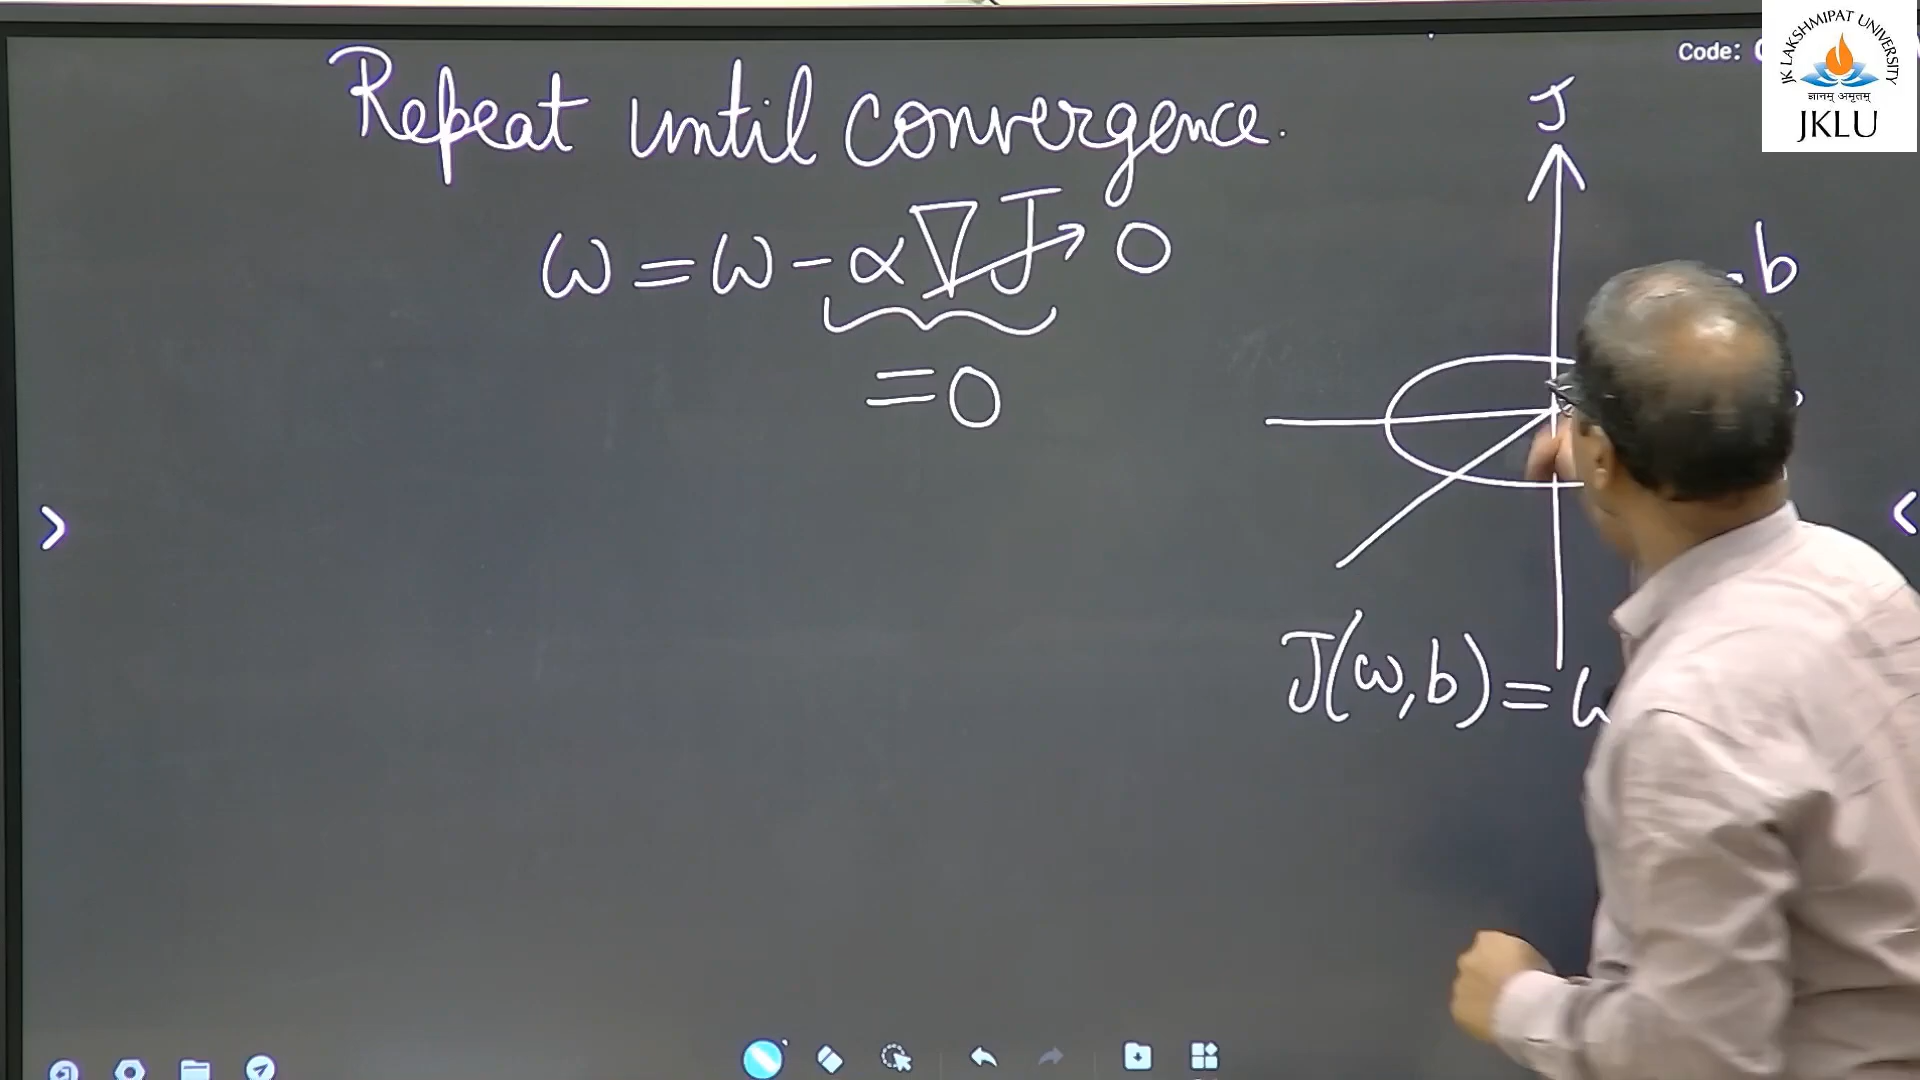 Repeat until convergence.
ω = ω - α∇J → 0
= 0
J
b
J(ω, b) = ω
Code:
JK LAKSHMIPAT UNIVERSITY
ज्ञानम् अमृतम्
JKLU